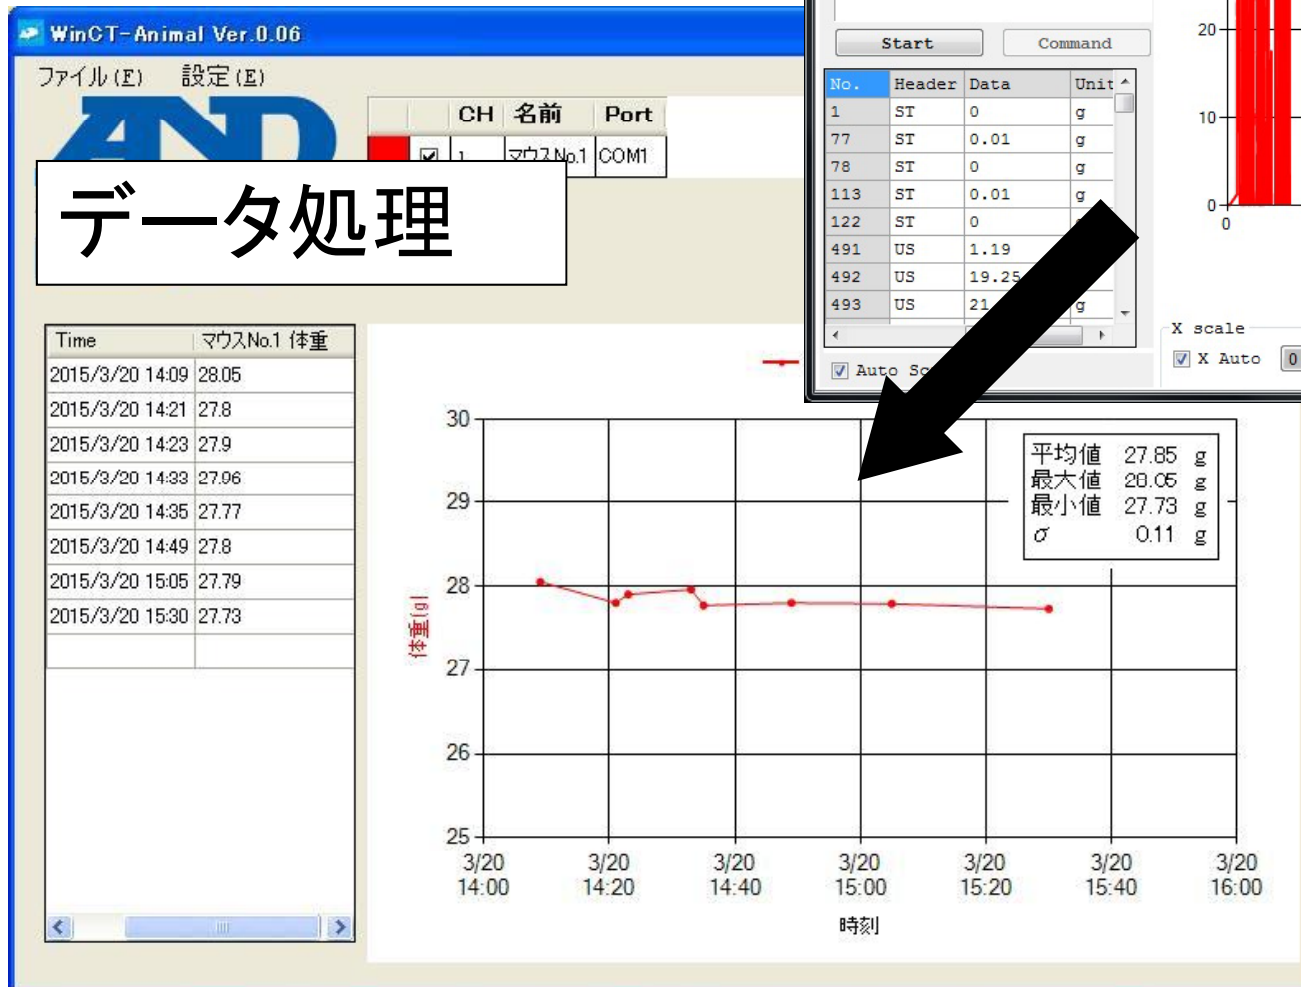 WinCT-Animal Ver.0.06
ファイル(F) 設定(E)
AND
CH 名前 Port
1 マウスNo.1 COM1
データ処理
Time マウスNo.1 体重
2015/3/20 14:09 28.05
2015/3/20 14:21 27.8
2015/3/20 14:23 27.9
2015/3/20 14:33 27.96
2015/3/20 14:35 27.77
2015/3/20 14:49 27.8
2015/3/20 15:05 27.79
2015/3/20 15:30 27.73
Start Command
No. Header Data Unit
1 ST 0 g
77 ST 0.01 g
78 ST 0 g
113 ST 0.01 g
122 ST 0
491 US 1.19
492 US 19.25
493 US 21 g
Auto
20
10
0
0
X scale
X Auto 0
平均値 27.85 g
最大値 28.05 g
最小値 27.73 g
σ 0.11 g
30
29
28
27
26
25
体重[g]
3/20 3/20 3/20 3/20 3/20 3/20 3/20
14:00 14:20 14:40 15:00 15:20 15:40 16:00
時刻